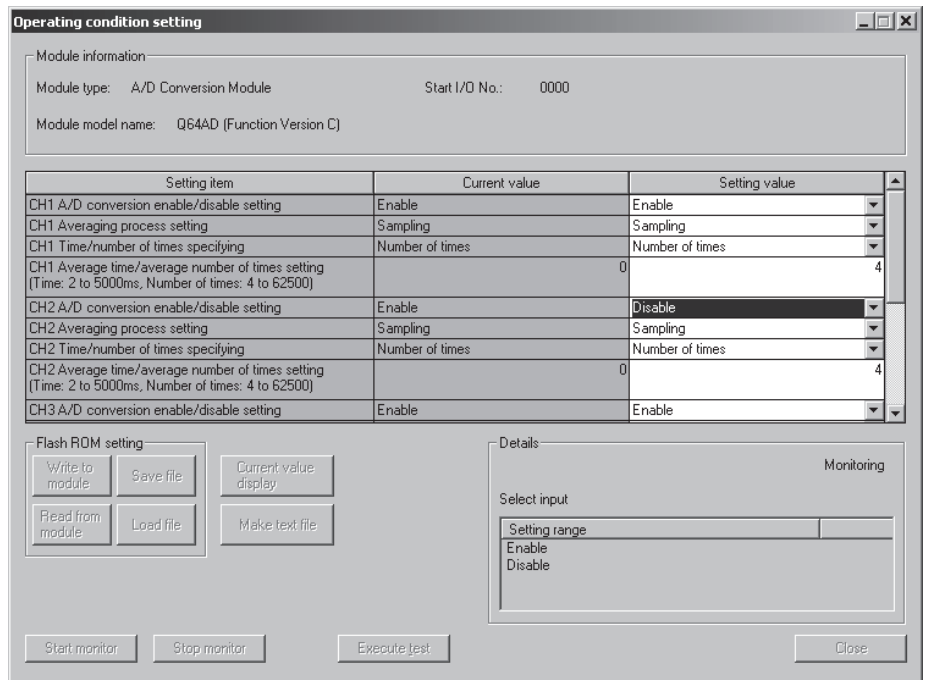 Operating condition setting
Module information
Module type: A/D Conversion Module Start I/O No.: 0000
Module model name: Q64AD (Function Version C)
Setting item Current value Setting value
CH1 A/D conversion enable/disable setting Enable Enable
CH1 Averaging process setting Sampling Sampling
CH1 Time/number of times specifying Number of times Number of times
CH1 Average time/average number of times setting 0 4
(Time: 2 to 5000ms, Number of times: 4 to 62500)
CH2 A/D conversion enable/disable setting Enable Disable
CH2 Averaging process setting Sampling Sampling
CH2 Time/number of times specifying Number of times Number of times
CH2 Average time/average number of times setting 0 4
(Time: 2 to 5000ms, Number of times: 4 to 62500)
CH3 A/D conversion enable/disable setting Enable Enable
Flash ROM setting
Write to
module
Save file
Current value
display
Read from
module
Load file
Make text file
Details
Monitoring
Select input
Setting range
Enable
Disable
Start monitor Stop monitor Execute test Close